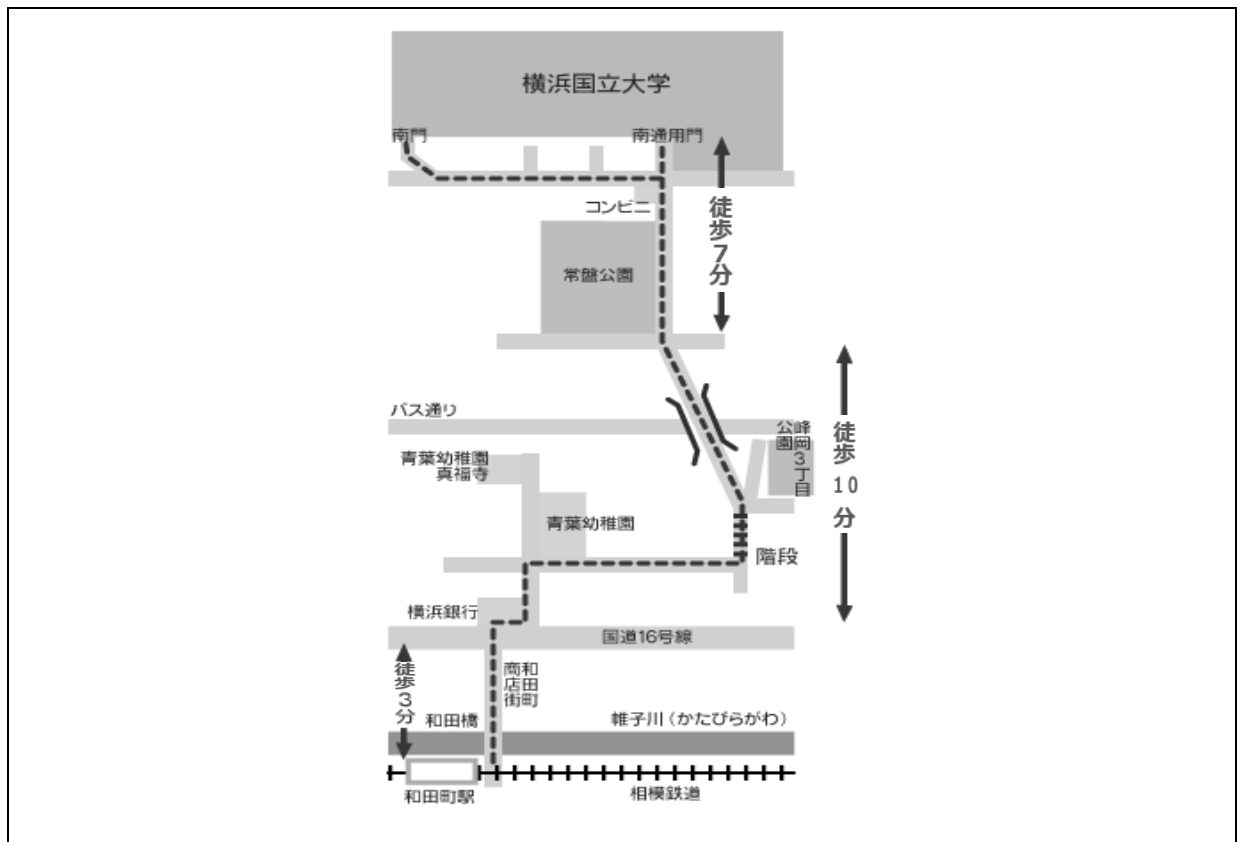 横浜国立大学
南門
南通用門
コンビニ
徒歩7分
常盤公園
バス通り
峰岡3丁目
公園
徒歩10分
青葉幼稚園
真福寺
青葉幼稚園
階段
横浜銀行
国道16号線
徒歩3分
和田町
商店街
和田橋
帷子川(かたびらがわ)
和田町駅
相模鉄道